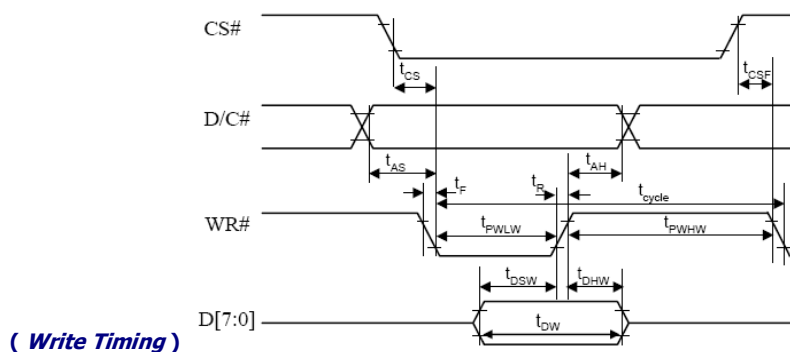 CS#
tCS
tCSF
D/C#
tAS
tAH
tF
tR
tcycle
WR#
tPWLW
tPWHW
tDSW
tDHW
D[7:0]
tDW
( Write Timing )